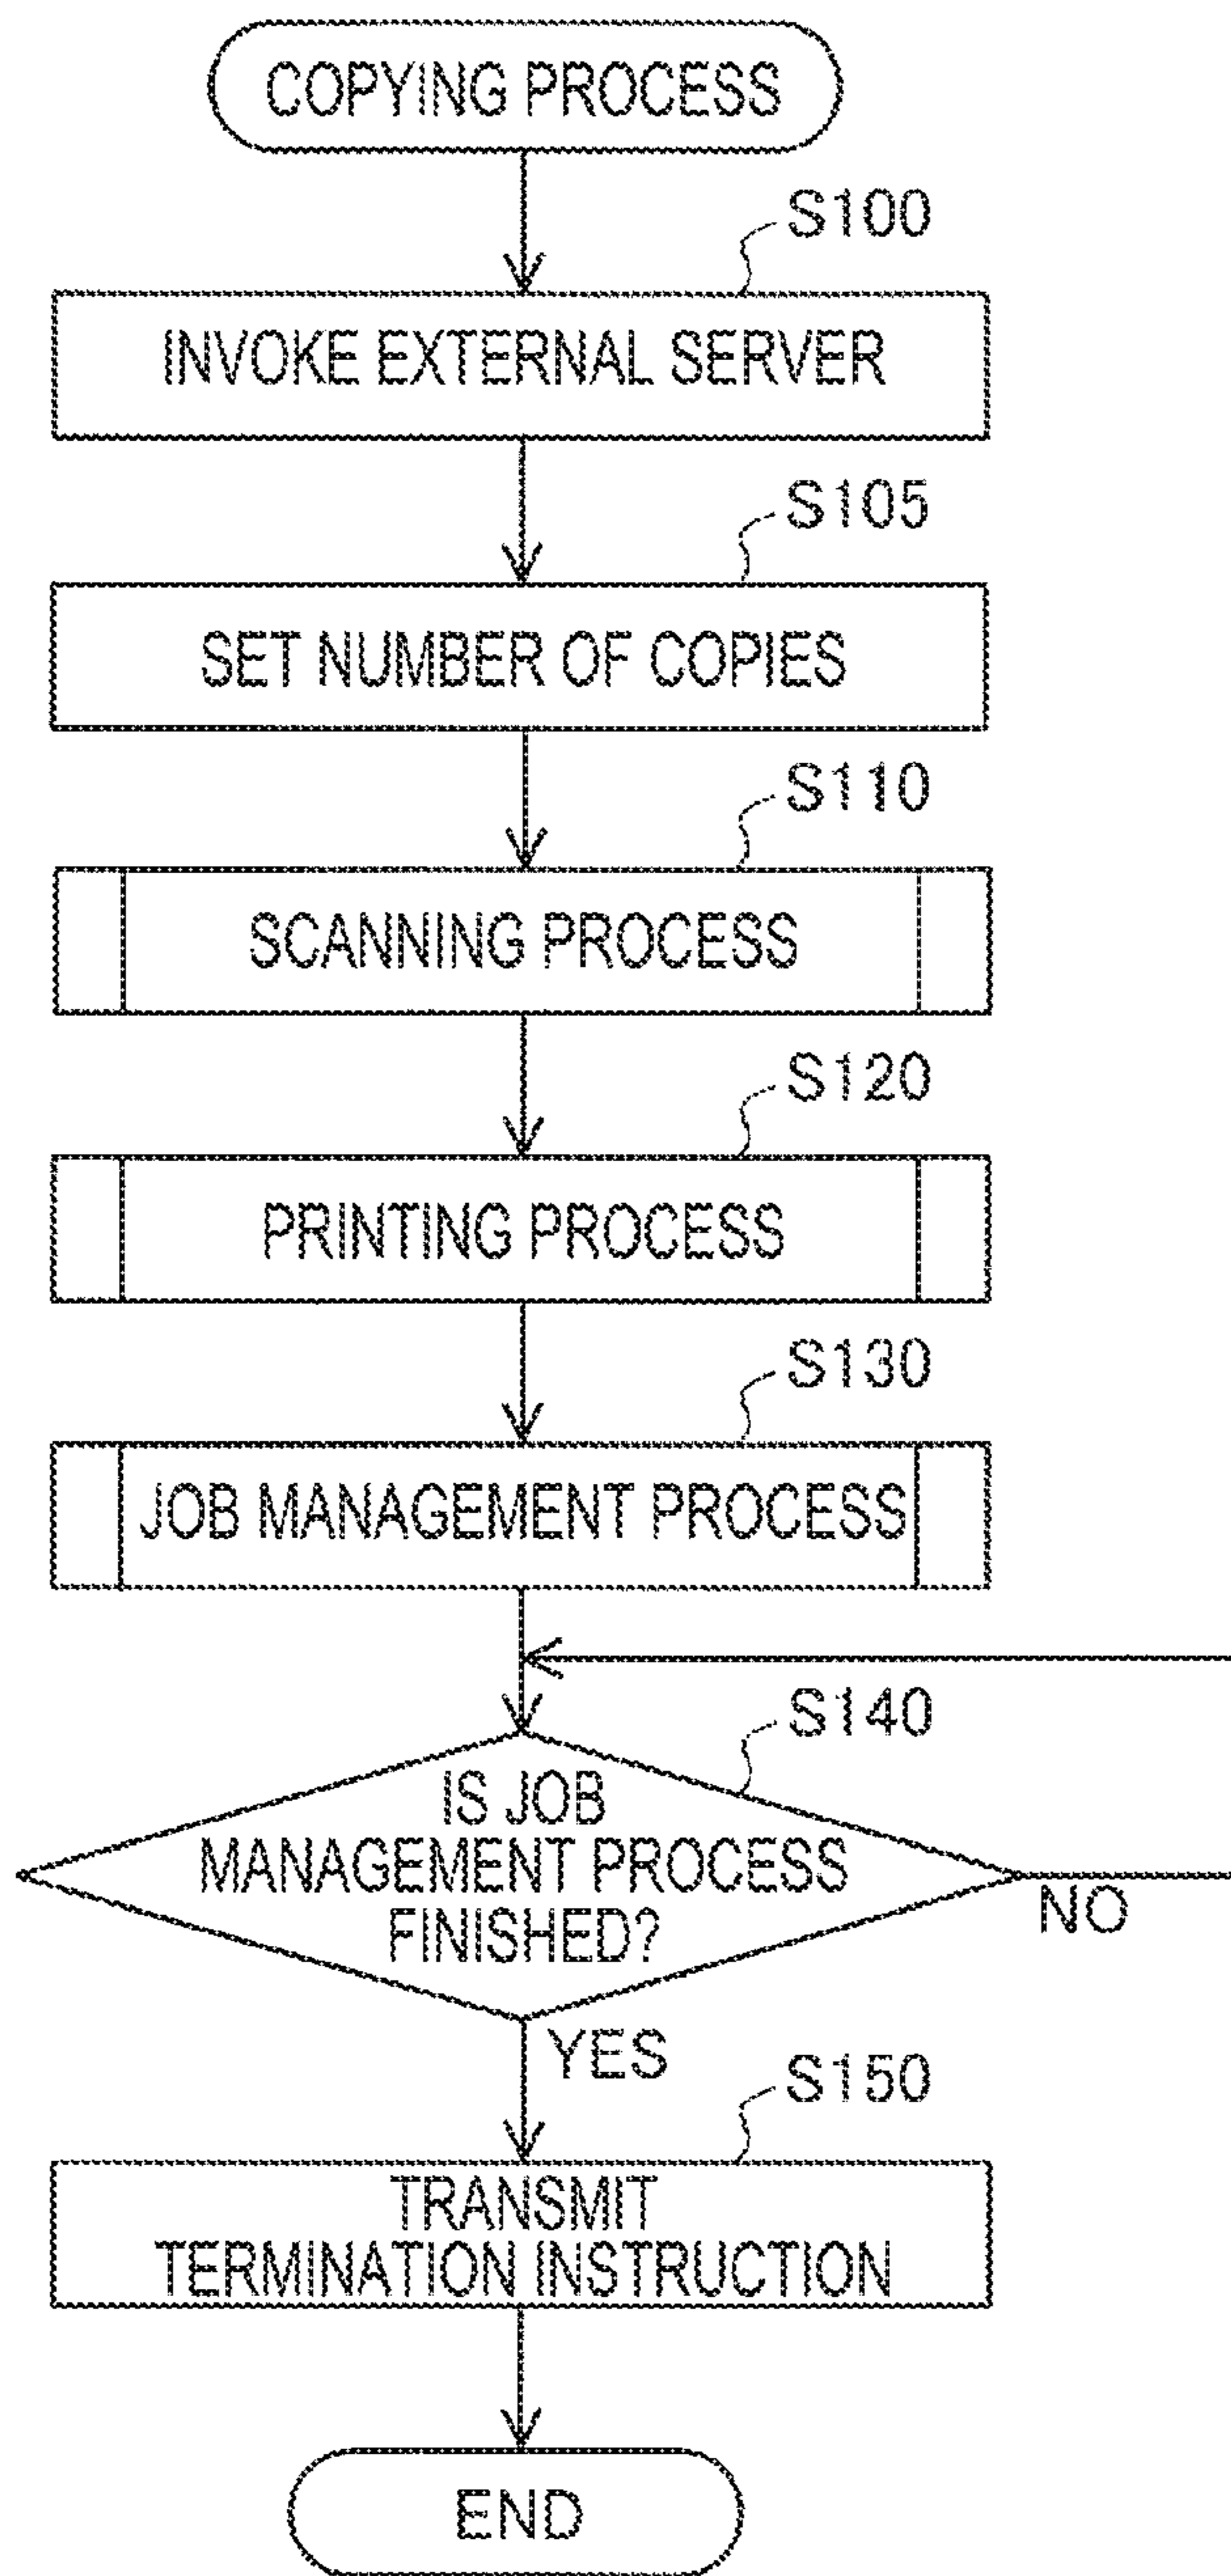 COPYING PROCESS
S100
INVOKE EXTERNAL SERVER
S105
SET NUMBER OF COPIES
S110
SCANNING PROCESS
S120
PRINTING PROCESS
S130
JOB MANAGEMENT PROCESS
S140
IS JOB
MANAGEMENT PROCESS
FINISHED?
NO
YES
S150
TRANSMIT
TERMINATION INSTRUCTION
END